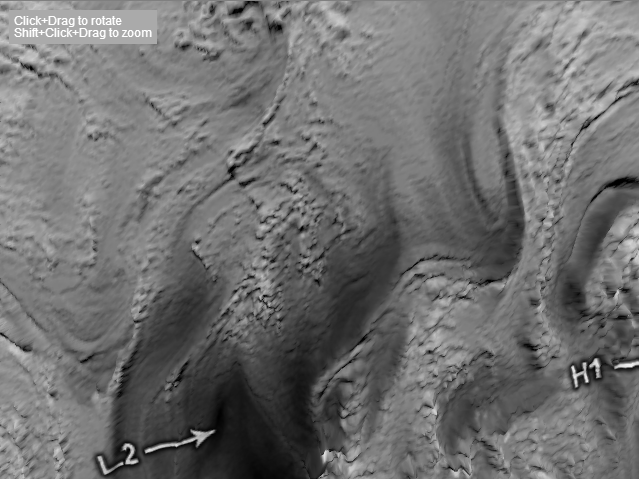 Click+Drag to rotate
Shift+Click+Drag to zoom
H1
L2